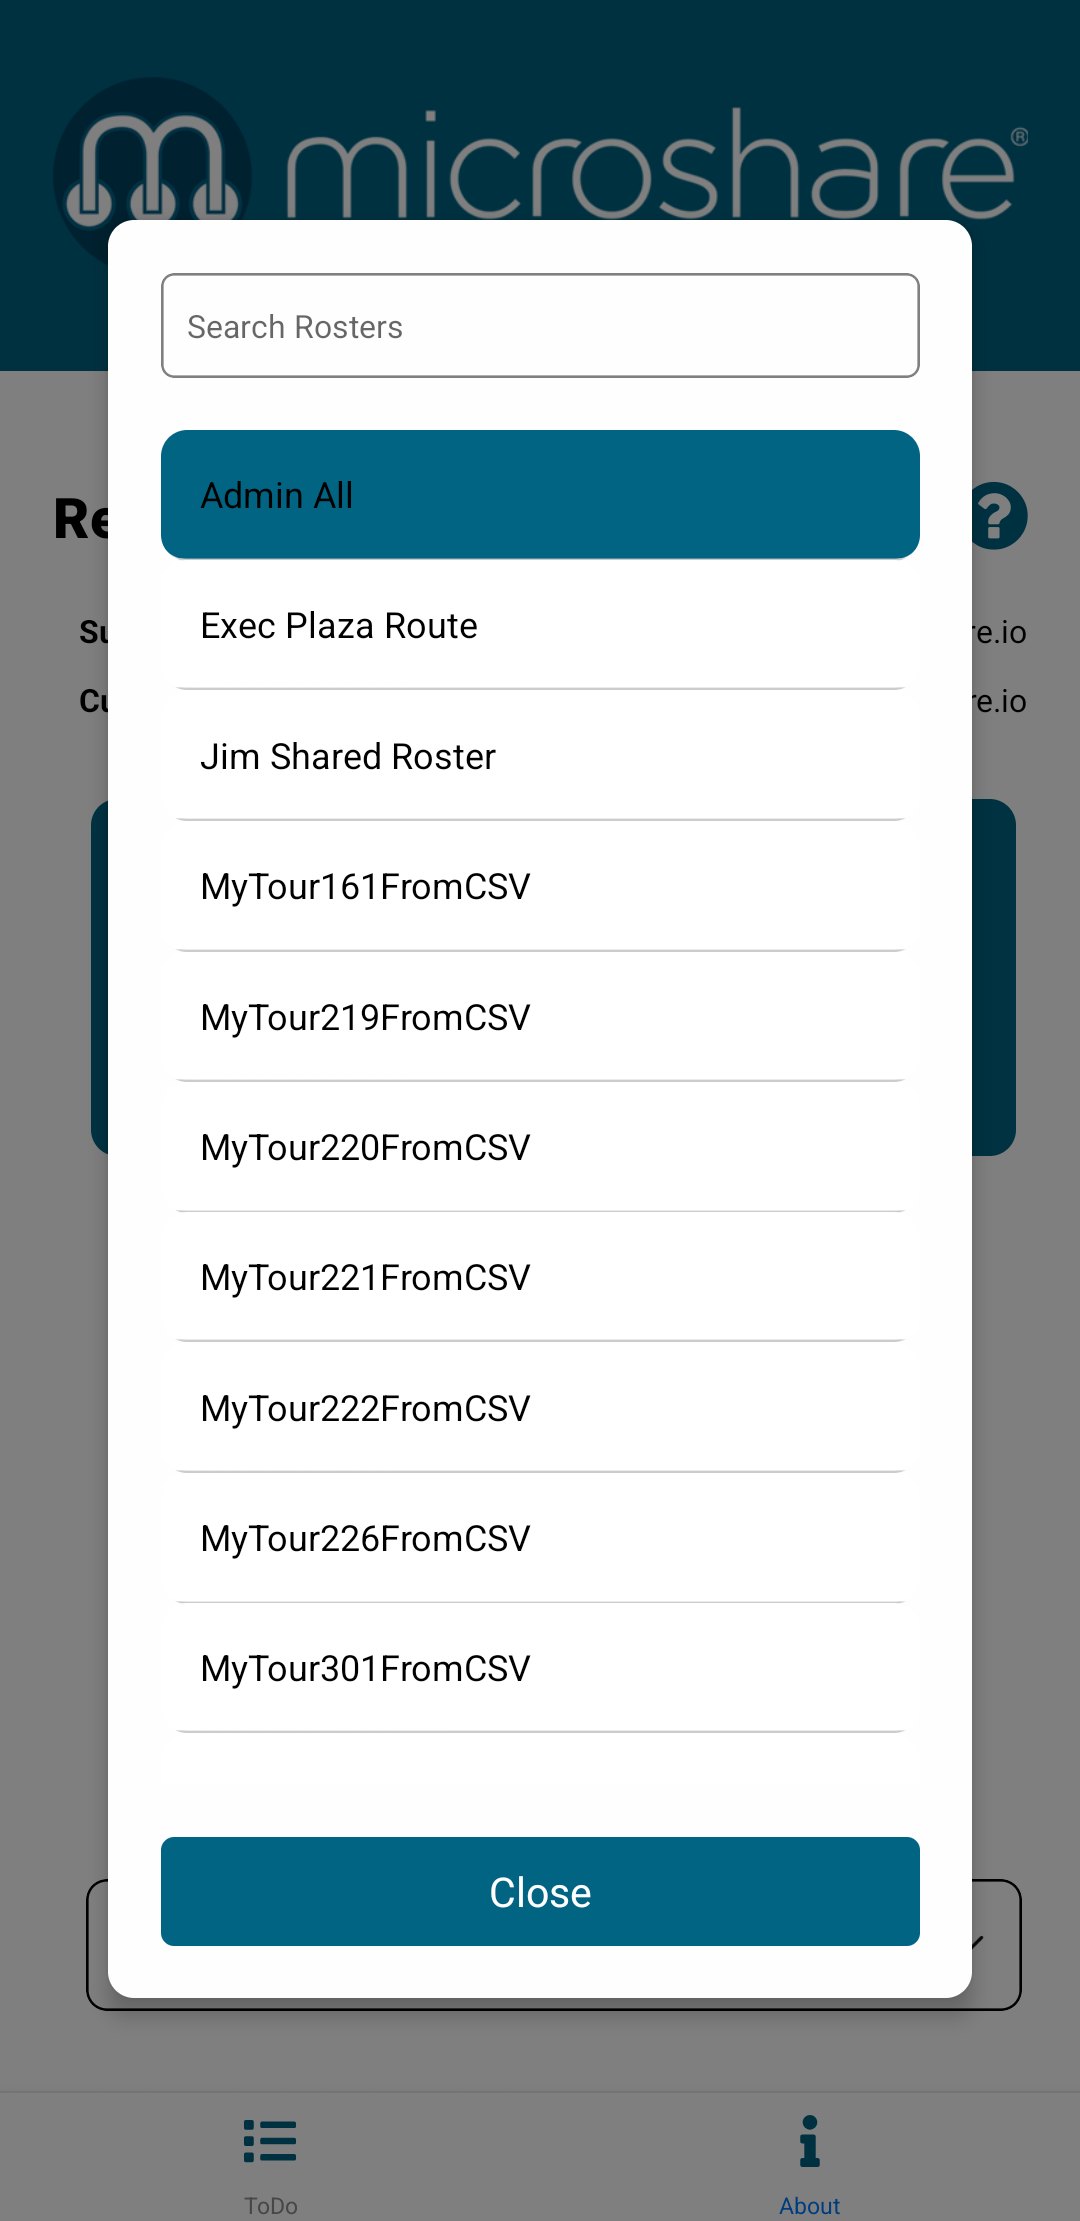 microshare®
Search Rosters
Admin All
Re
Exec Plaza Route
Su
re.io
Cu
re.io
Jim Shared Roster
MyTour161FromCSV
MyTour219FromCSV
MyTour220FromCSV
MyTour221FromCSV
MyTour222FromCSV
MyTour226FromCSV
MyTour301FromCSV
Close
ToDo
About